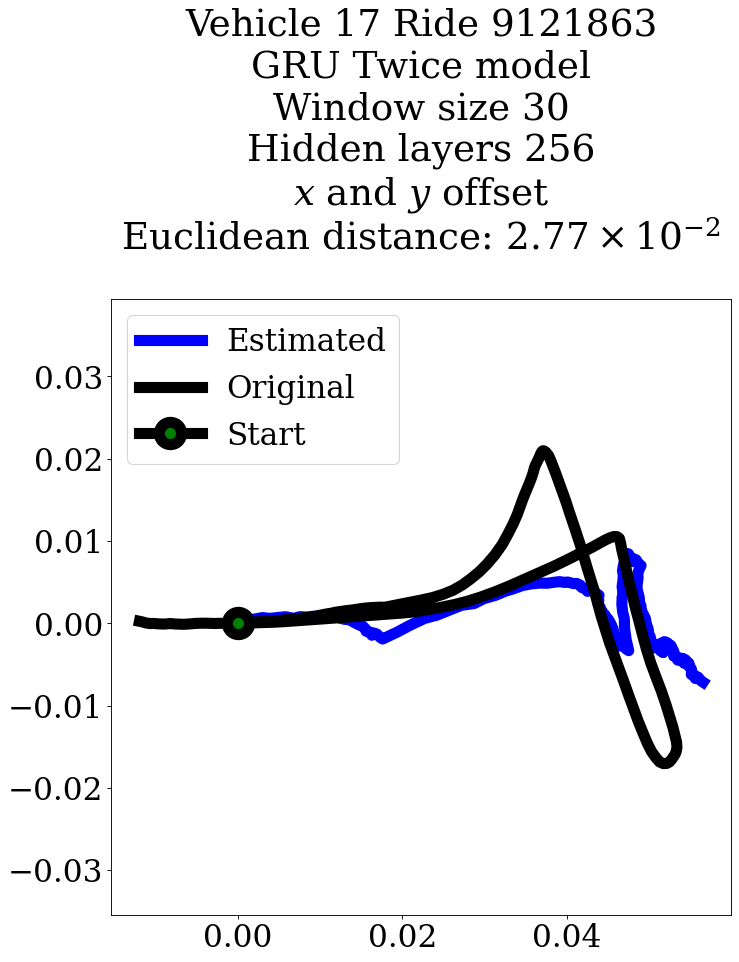 Vehicle 17 Ride 9121863
GRU Twice model
Window size 30
Hidden layers 256
x and y offset
Euclidean distance: 2.77 × 10⁻²
Estimated
Original
Start
0.03
0.02
0.01
0.00
−0.01
−0.02
−0.03
0.00 0.02 0.04